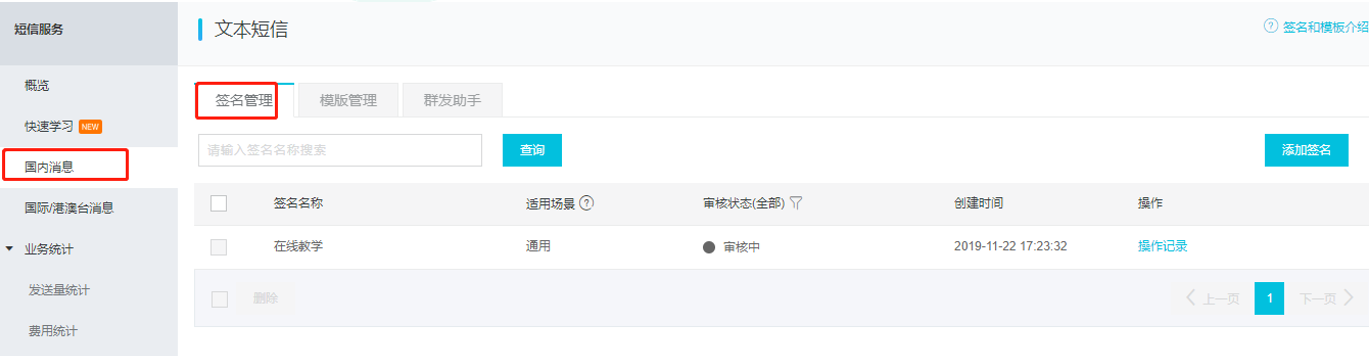 短信服务
文本短信
签名和模板介绍
概览
签名管理 模版管理 群发助手
快速学习 NEW
请输入签名名称搜索 查询 添加签名
国内消息
国际/港澳台消息
签名名称 适用场景 审核状态(全部) 创建时间 操作
业务统计
在线教学 通用 审核中 2019-11-22 17:23:32 操作记录
发送量统计
删除 上一页 1 下一页
费用统计